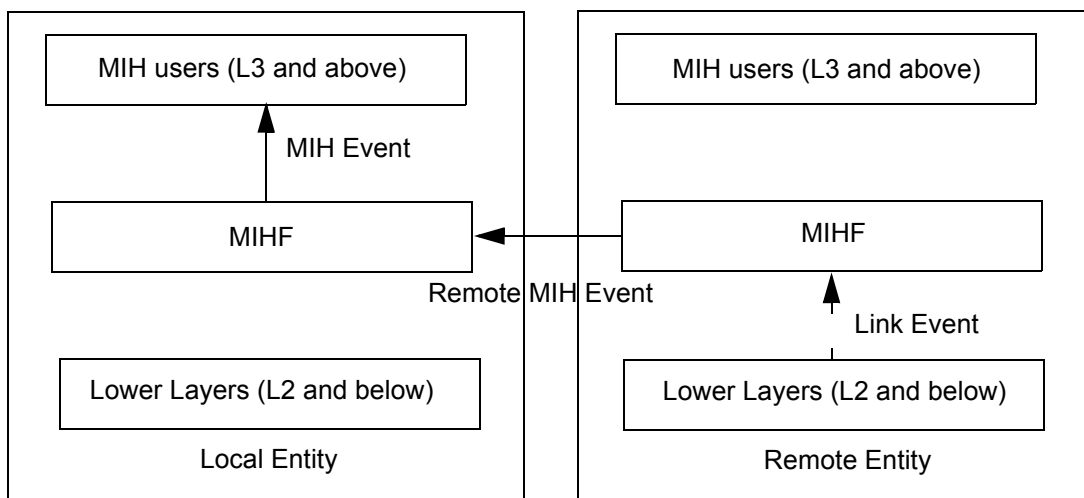 MIH users (L3 and above)
MIH Event
MIHF
Lower Layers (L2 and below)
Local Entity
Remote MIH Event
MIH users (L3 and above)
MIHF
Link Event
Lower Layers (L2 and below)
Remote Entity